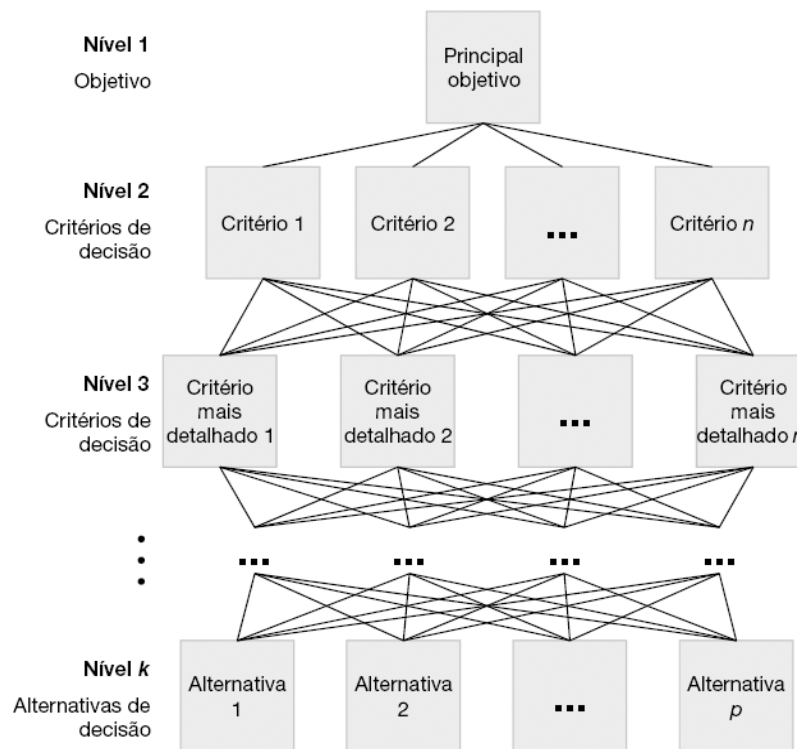 Nível 1
Objetivo
Principal
objetivo
Nível 2
Critérios de
decisão
Critério 1
Critério 2
...
Critério n
Nível 3
Critérios de
decisão
Critério
mais
detalhado 1
Critério
mais
detalhado 2
...
Critério
mais
detalhado
...
...
...
...
Nível k
Alternativas de
decisão
Alternativa
1
Alternativa
2
...
Alternativa
p